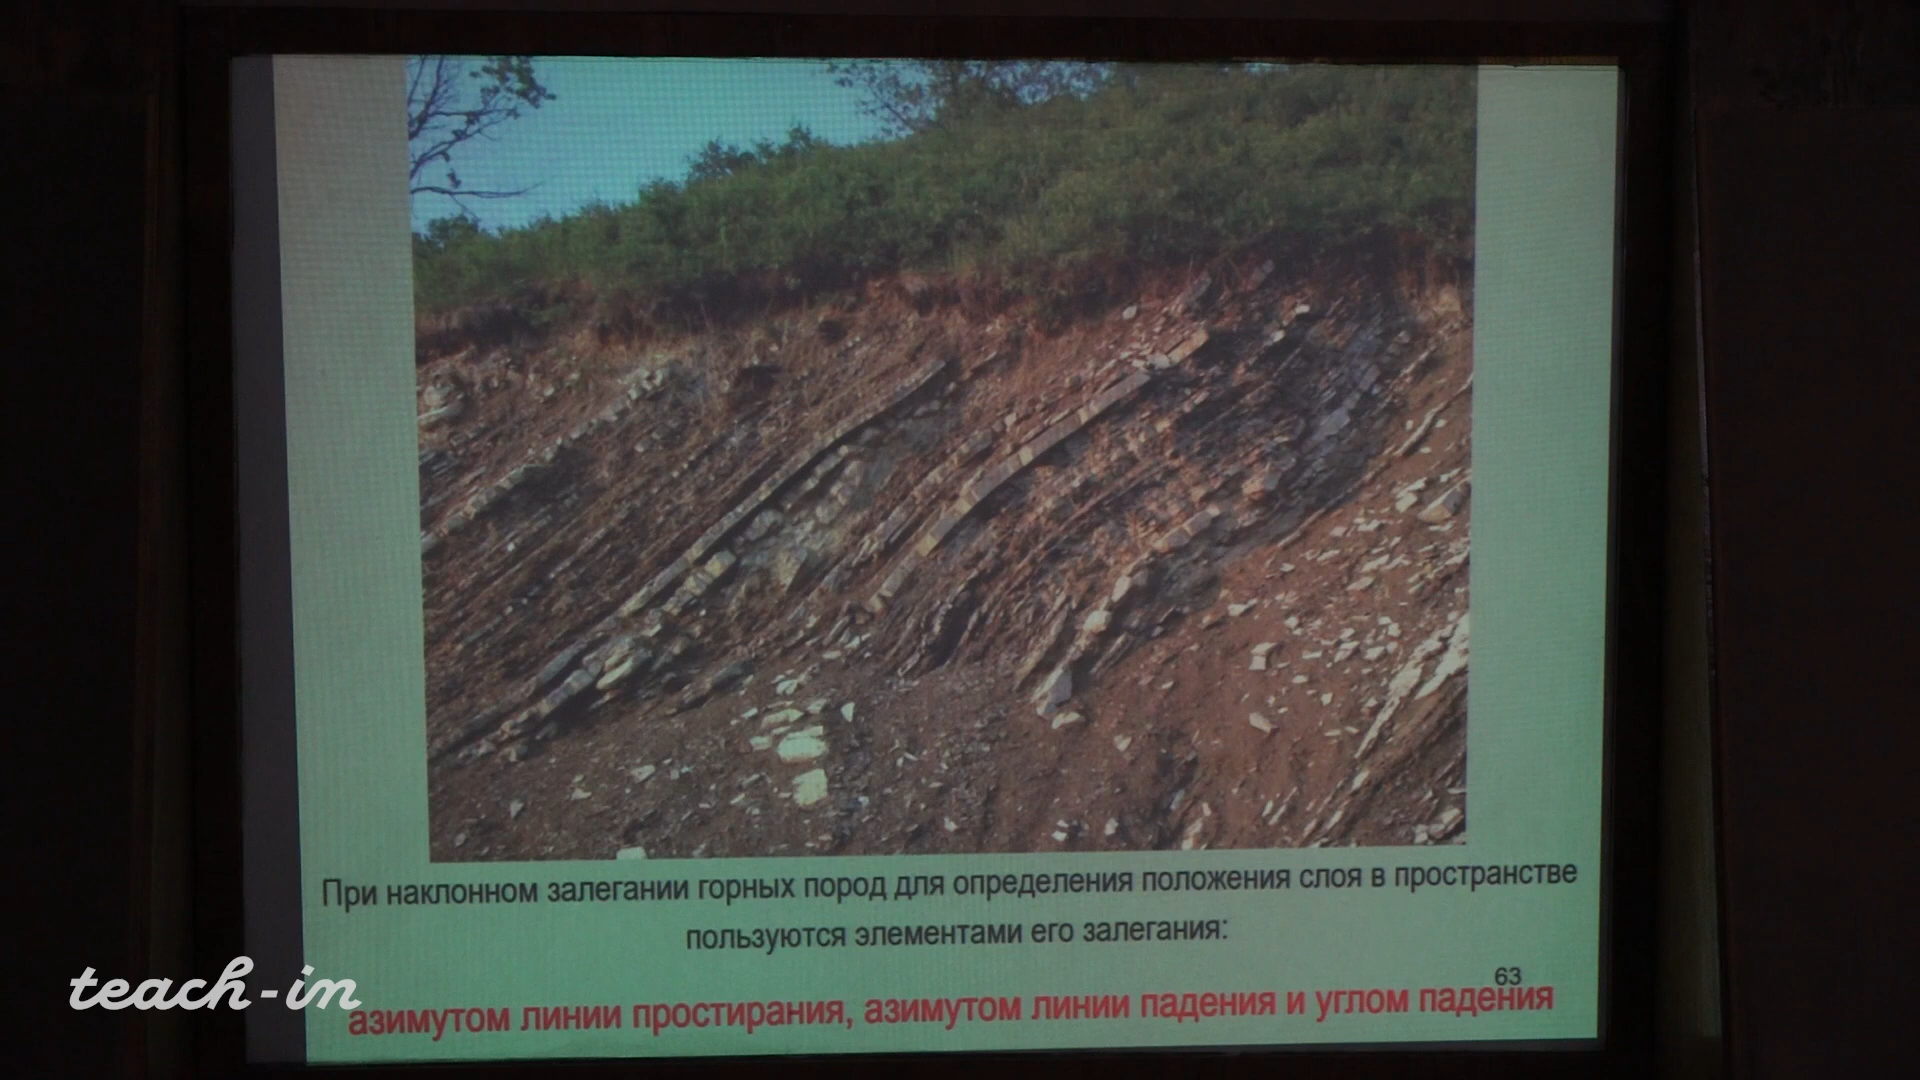 При наклонном залегании горных пород для определения положения слоя в пространстве
пользуются элементами его залегания:
63
азимутом линии простирания, азимутом линии падения и углом падения
teach-in